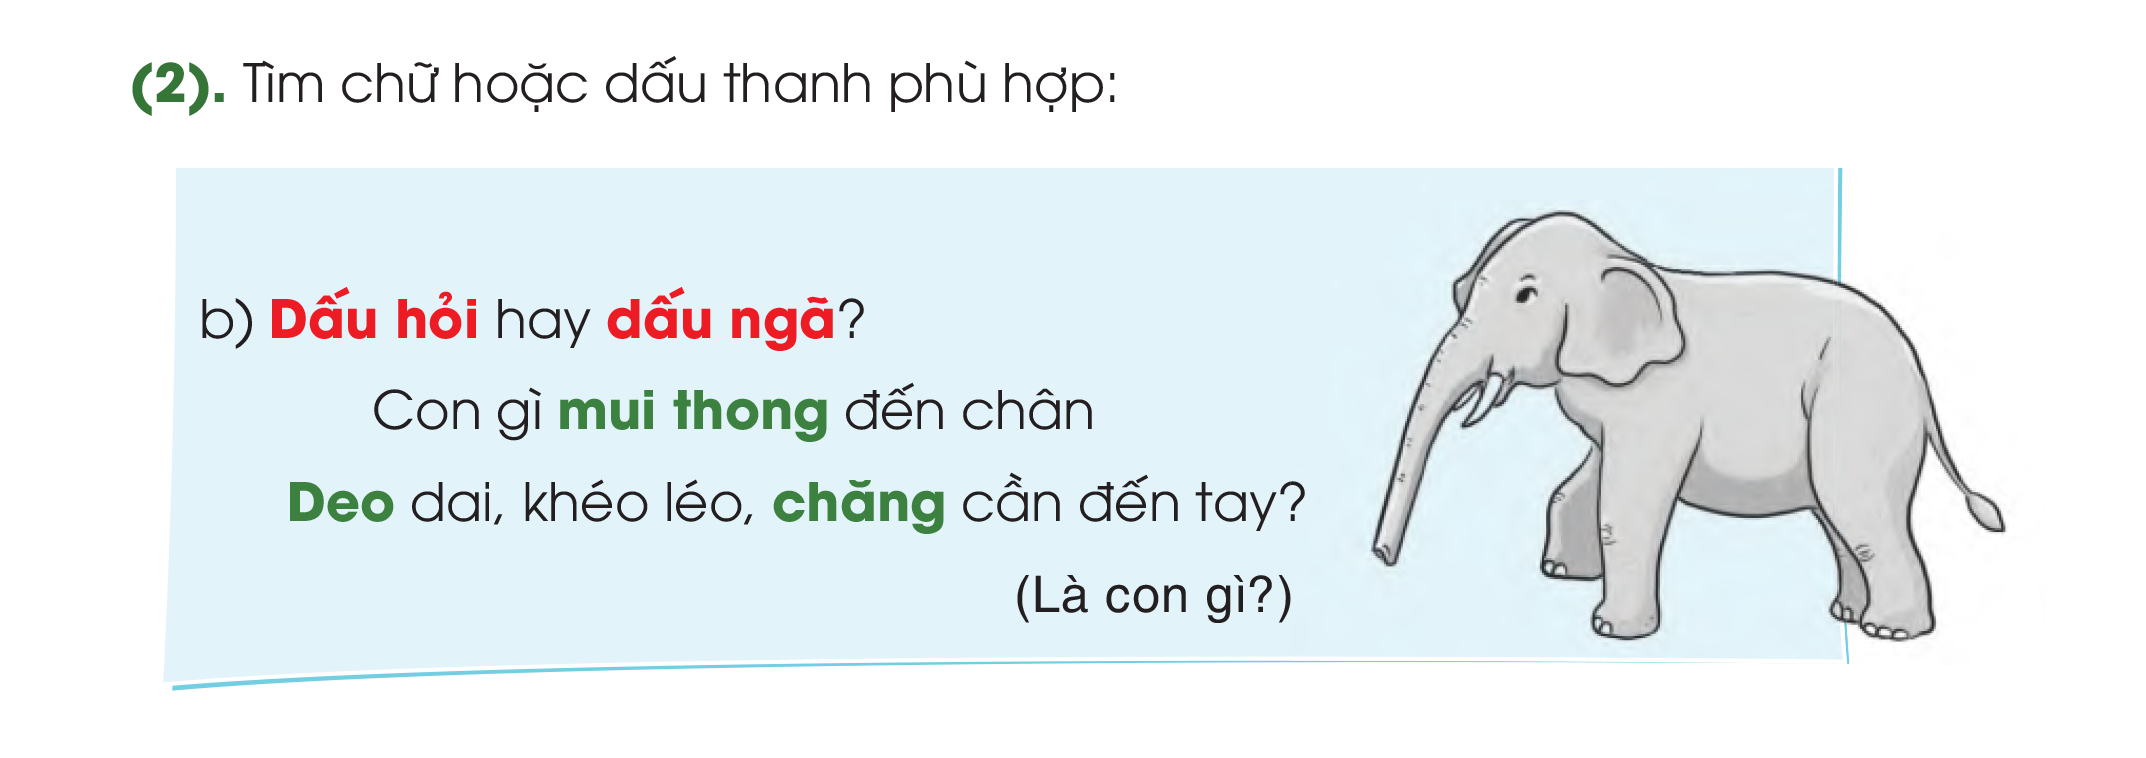 (2). Tìm chữ hoặc dấu thanh phù hợp:
b) Dấu hỏi hay dấu ngã?
Con gì mui thong đến chân
Deo dai, khéo léo, chăng cần đến tay?
(Là con gì?)